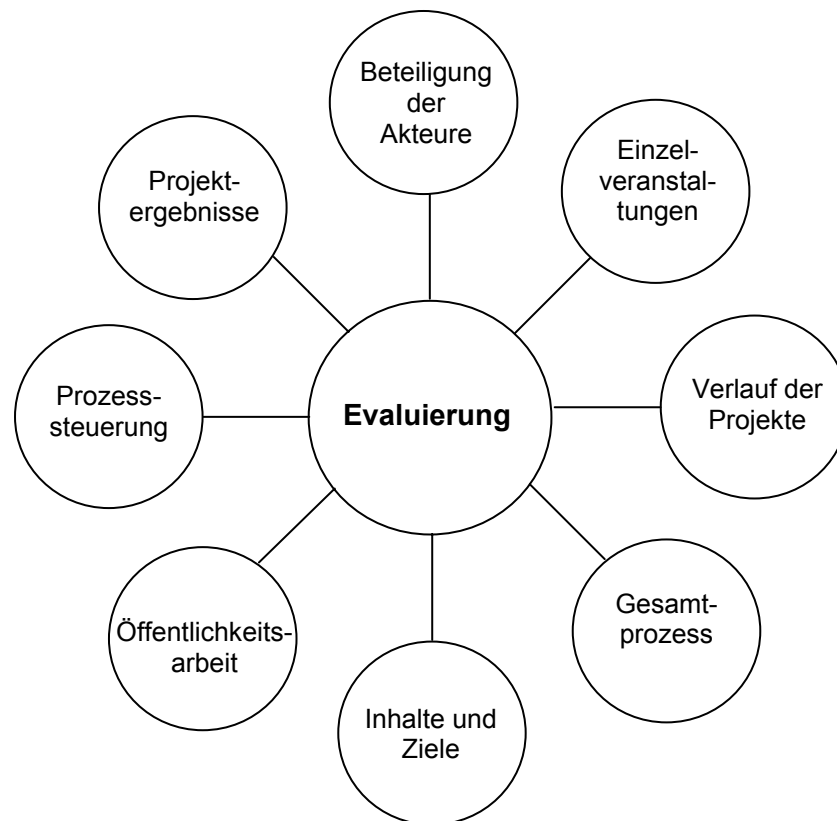 Beteiligung
der
Akteure
Einzel-
veranstal-
tungen
Projekt-
ergebnisse
Verlauf der
Projekte
Prozess-
steuerung
Evaluierung
Gesamt-
prozess
Öffentlichkeits-
arbeit
Inhalte und
Ziele